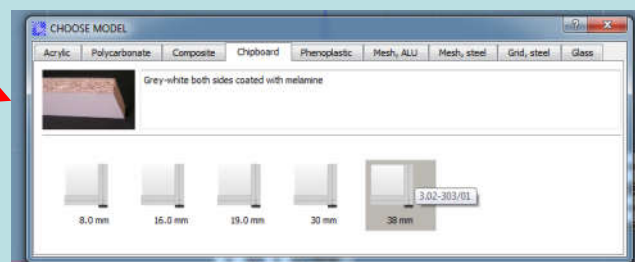 CHOOSE MODEL
Acrylic Polycarbonate Composite Chipboard Phenoplastic Mesh, ALU Mesh, steel Grid, steel Glass
Grey-white both sides coated with melamine
3.02-303/01
8.0 mm 16.0 mm 19.0 mm 30 mm 38 mm